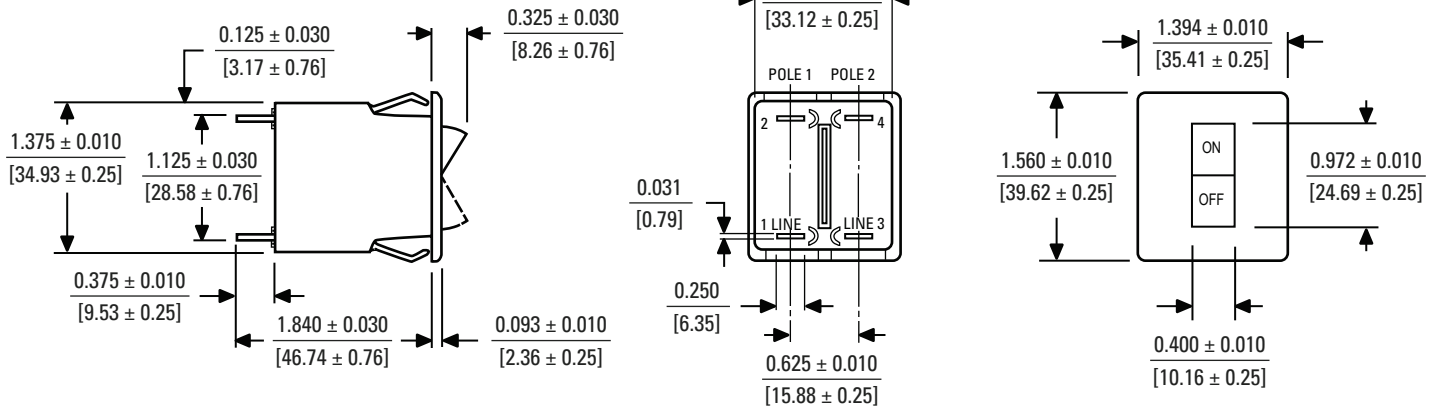 0.325 ± 0.030
[8.26 ± 0.76]
0.125 ± 0.030
[3.17 ± 0.76]
1.375 ± 0.010
[34.93 ± 0.25]
1.125 ± 0.030
[28.58 ± 0.76]
0.375 ± 0.010
[9.53 ± 0.25]
1.840 ± 0.030
[46.74 ± 0.76]
0.093 ± 0.010
[2.36 ± 0.25]
[33.12 ± 0.25]
POLE 1 POLE 2
2 4
0.031
[0.79]
1 LINE LINE 3
0.250
[6.35]
0.625 ± 0.010
[15.88 ± 0.25]
1.394 ± 0.010
[35.41 ± 0.25]
1.560 ± 0.010
[39.62 ± 0.25]
ON
OFF
0.972 ± 0.010
[24.69 ± 0.25]
0.400 ± 0.010
[10.16 ± 0.25]